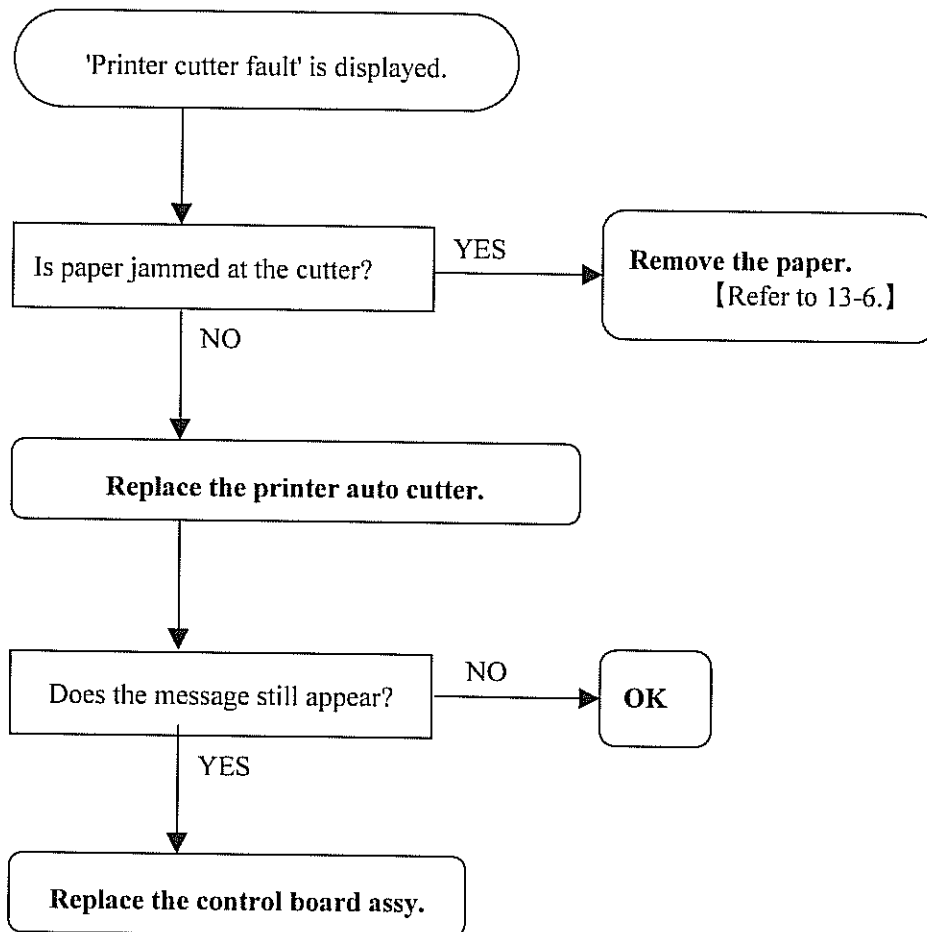 'Printer cutter fault' is displayed.
Is paper jammed at the cutter?
YES
Remove the paper.
【Refer to 13-6.】
NO
Replace the printer auto cutter.
Does the message still appear?
NO
OK
YES
Replace the control board assy.